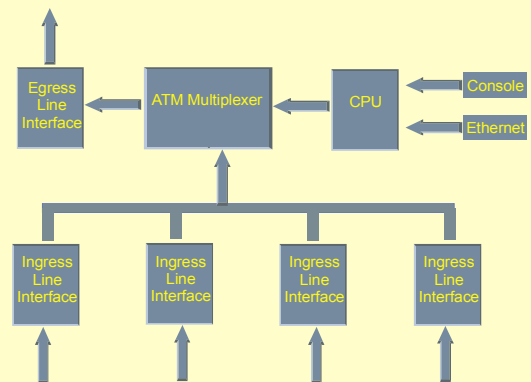 Egress
Line
Interface
ATM Multiplexer
CPU
Console
Ethernet
Ingress
Line
Interface
Ingress
Line
Interface
Ingress
Line
Interface
Ingress
Line
Interface